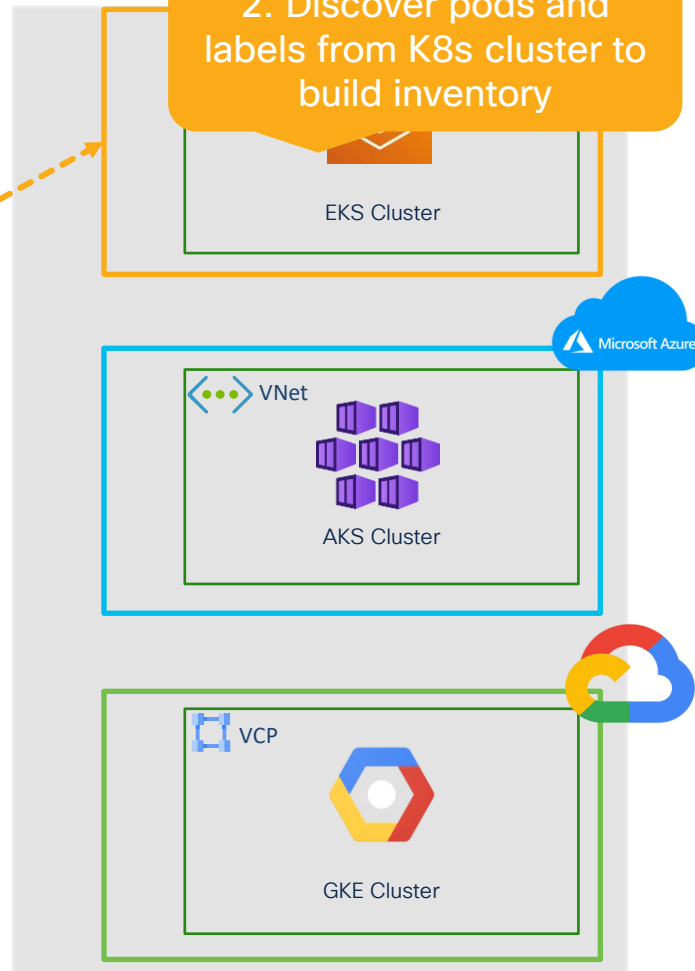 2. Discover pods and
labels from K8s cluster to
build inventory
EKS Cluster
Microsoft Azure
VNet
AKS Cluster
VCP
GKE Cluster